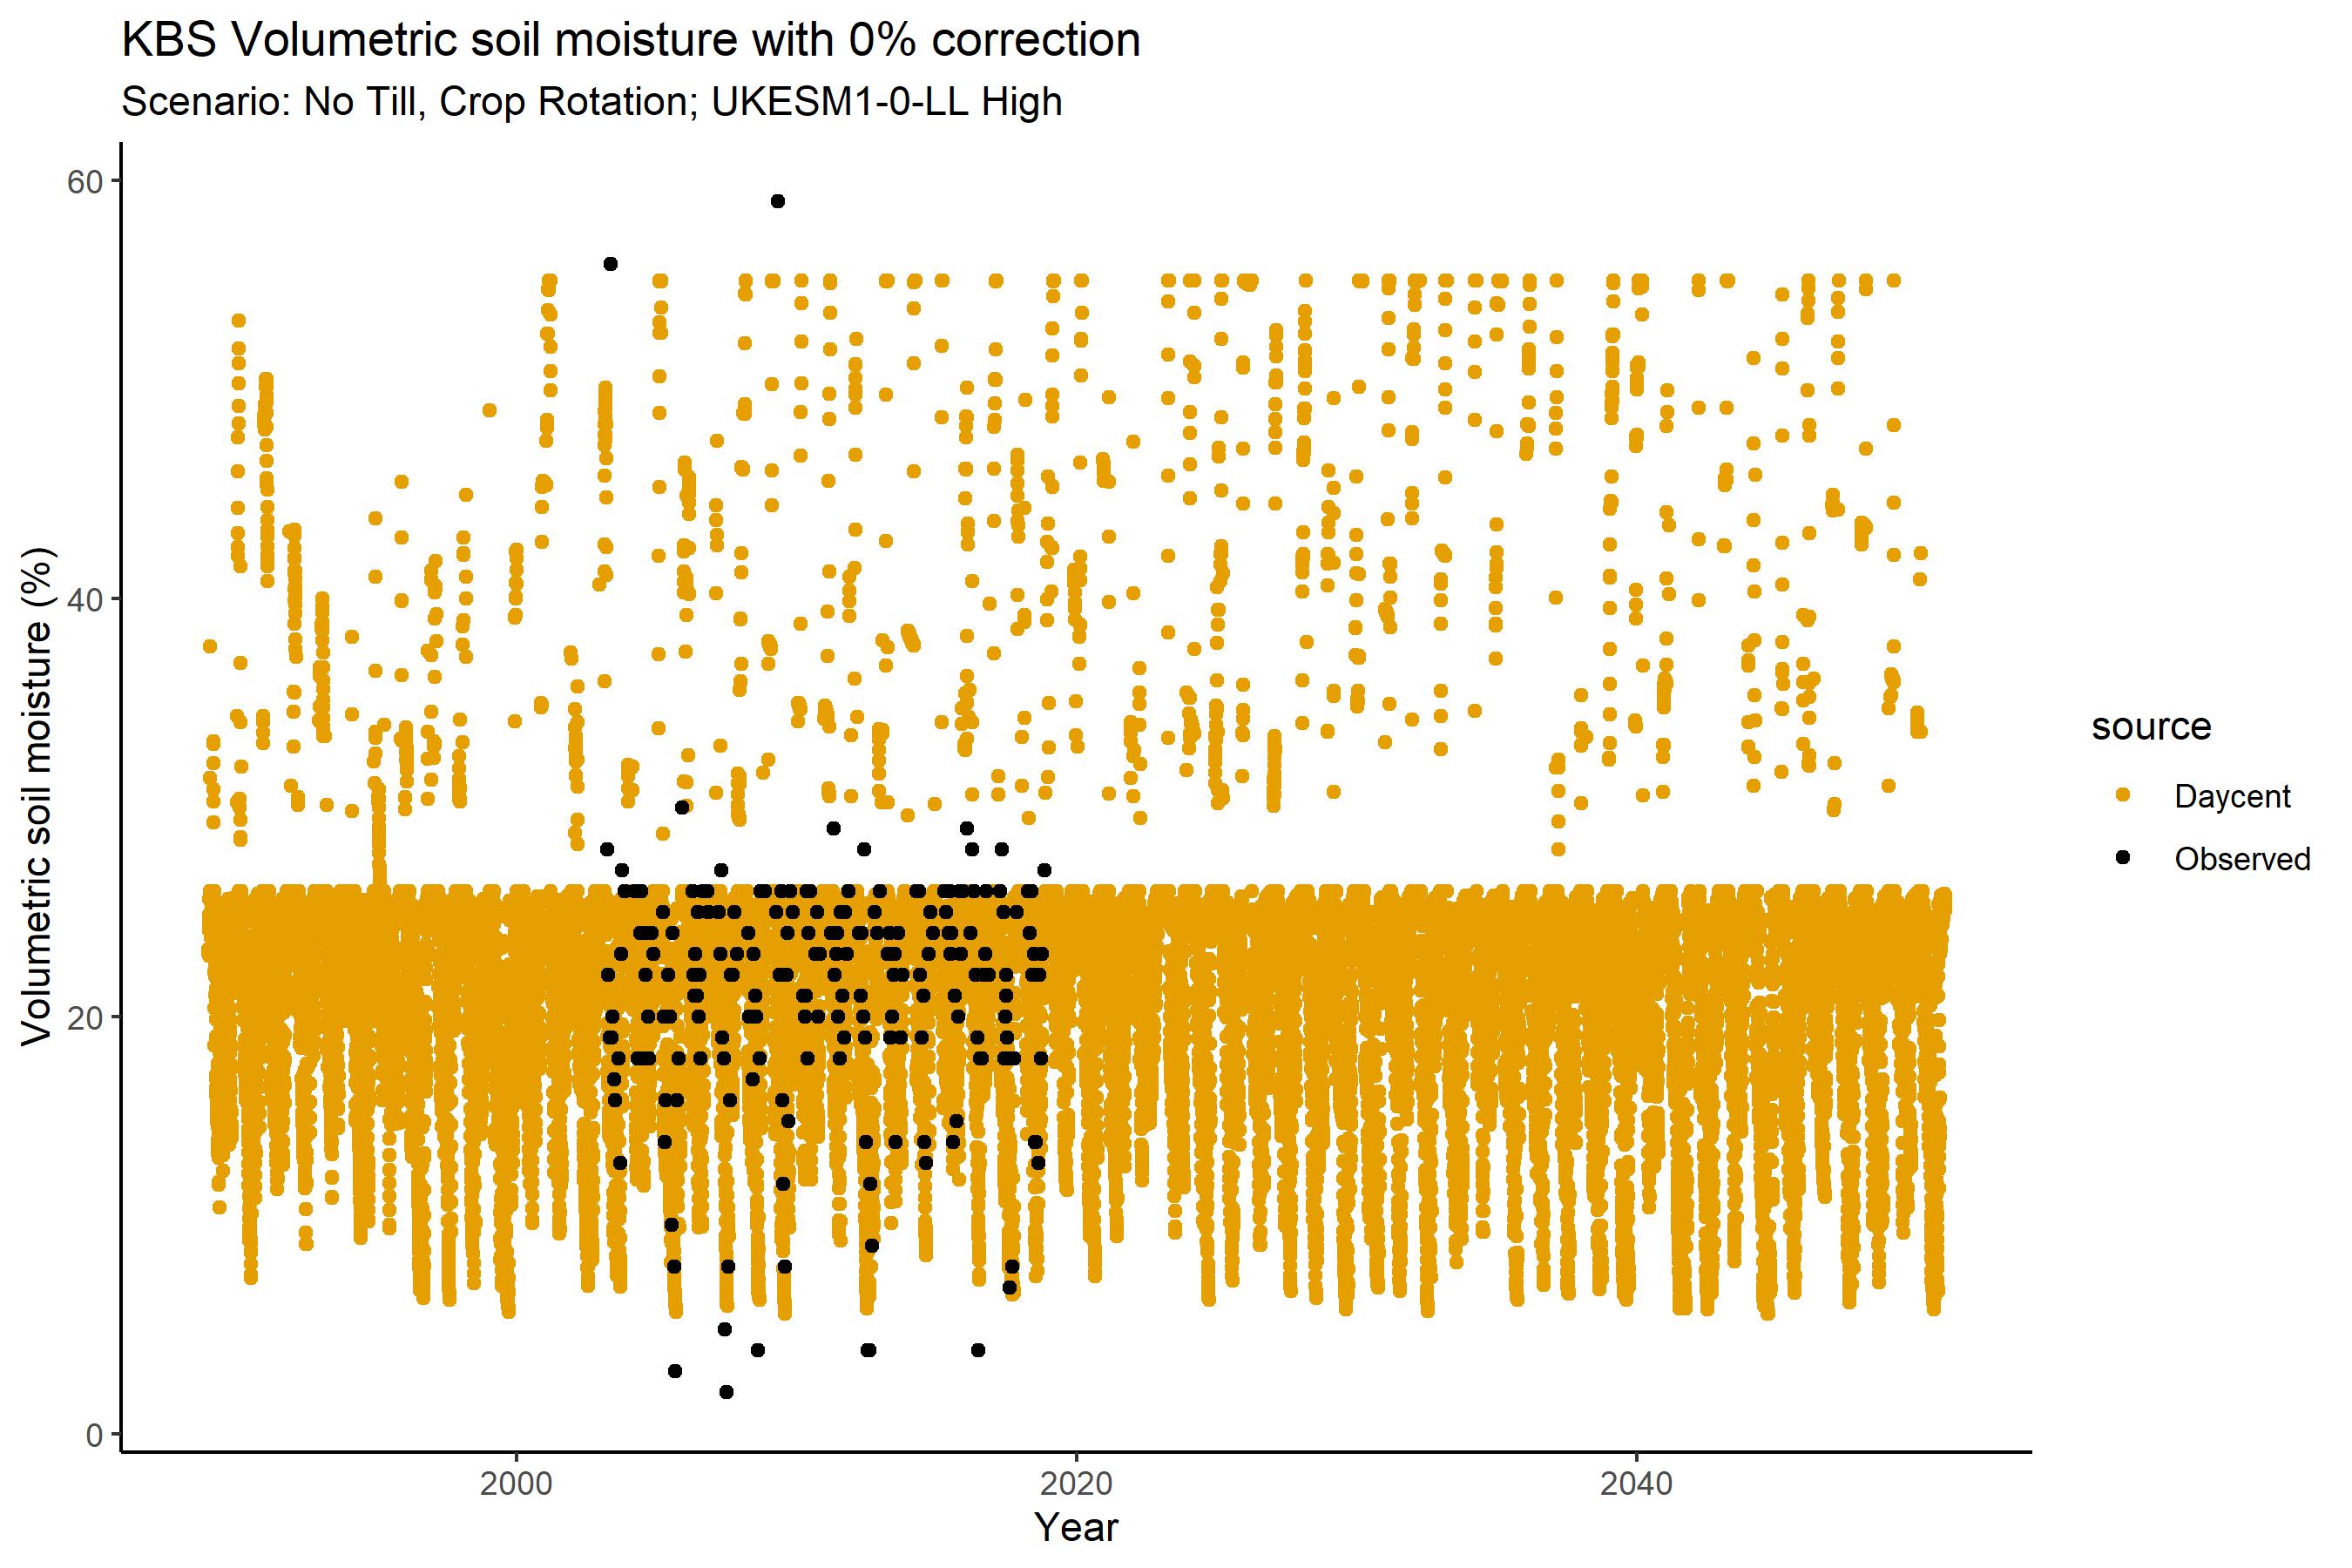 KBS Volumetric soil moisture with 0% correction
Scenario: No Till, Crop Rotation; UKESM1-0-LL High
Volumetric soil moisture (%)
60
40
20
0
2000
2020
2040
Year
source
Daycent
Observed